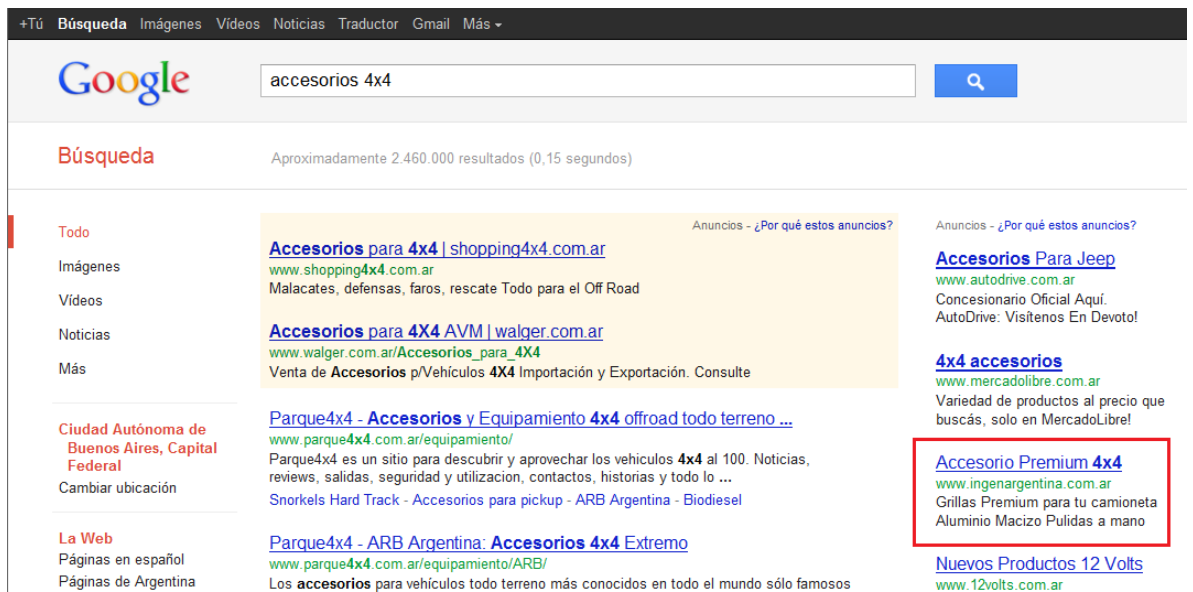 +Tú Búsqueda Imágenes Vídeos Noticias Traductor Gmail Más
Google
accesorios 4x4
Búsqueda
Aproximadamente 2.460.000 resultados (0,15 segundos)
Todo
Imágenes
Vídeos
Noticias
Más
Ciudad Autónoma de
Buenos Aires, Capital
Federal
Cambiar ubicación
La Web
Páginas en español
Páginas de Argentina
Anuncios - ¿Por qué estos anuncios?
Accesorios para 4x4 | shopping4x4.com.ar
www.shopping4x4.com.ar
Malacates, defensas, faros, rescate Todo para el Off Road
Accesorios para 4X4 AVM | walger.com.ar
www.walger.com.ar/Accesorios_para_4X4
Venta de Accesorios p/Vehículos 4X4 Importación y Exportación. Consulte
Parque4x4 - Accesorios y Equipamiento 4x4 offroad todo terreno ...
www.parque4x4.com.ar/equipamiento/
Parque4x4 es un sitio para descubrir y aprovechar los vehiculos 4x4 al 100. Noticias,
reviews, salidas, seguridad y utilizacion, contactos, historias y todo lo ...
Snorkels Hard Track - Accesorios para pickup - ARB Argentina - Biodiesel
Parque4x4 - ARB Argentina: Accesorios 4x4 Extremo
www.parque4x4.com.ar/equipamiento/ARB/
Los accesorios para vehículos todo terreno más conocidos en todo el mundo sólo famosos
Anuncios - ¿Por qué estos anuncios?
Accesorios Para Jeep
www.autodrive.com.ar
Concesionario Oficial Aquí.
AutoDrive: Visítenos En Devoto!
4x4 accesorios
www.mercadolibre.com.ar
Variedad de productos al precio que
buscás, solo en MercadoLibre!
Accesorio Premium 4x4
www.ingenargentina.com.ar
Grillas Premium para tu camioneta
Aluminio Macizo Pulidas a mano
Nuevos Productos 12 Volts
www.12volts.com.ar